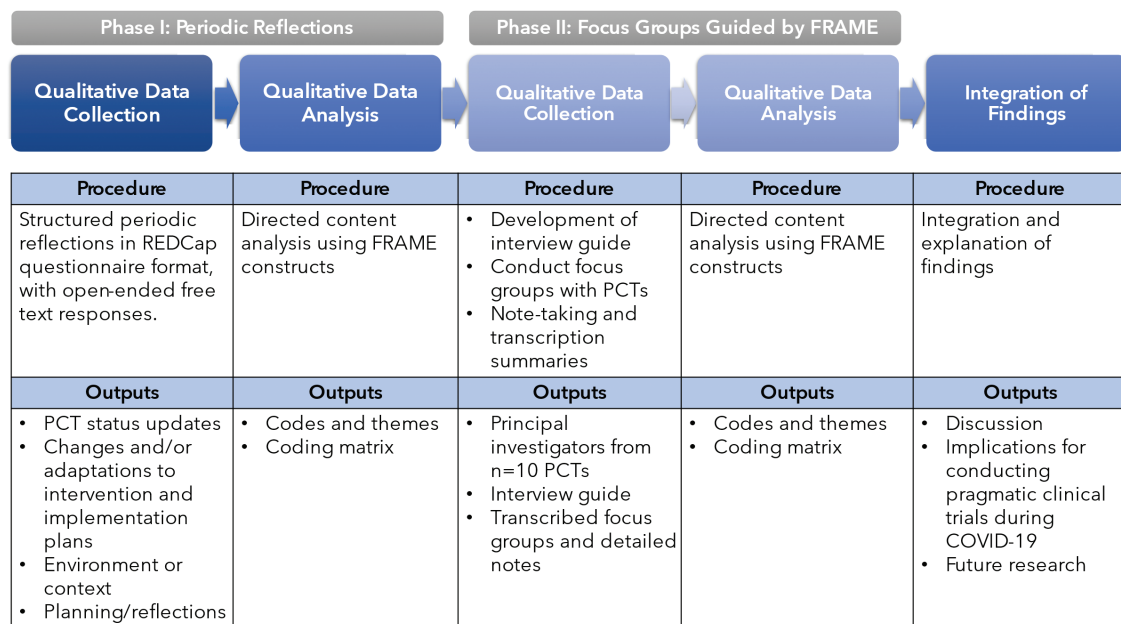 Phase I: Periodic Reflections
Phase II: Focus Groups Guided by FRAME
Qualitative Data
Collection
Qualitative Data
Analysis
Qualitative Data
Collection
Qualitative Data
Analysis
Integration of
Findings
Procedure
Structured periodic
reflections in REDCap
questionnaire format,
with open-ended free
text responses.
Procedure
Directed content
analysis using FRAME
constructs
Procedure
• Development of
interview guide
• Conduct focus
groups with PCTs
• Note-taking and
transcription
summaries
Procedure
Directed content
analysis using FRAME
constructs
Procedure
Integration and
explanation of
findings
Outputs
• PCT status updates
• Changes and/or
adaptations to
intervention and
implementation
plans
• Environment or
context
• Planning/reflections
Outputs
• Codes and themes
• Coding matrix
Outputs
• Principal
investigators from
n=10 PCTs
• Interview guide
• Transcribed focus
groups and detailed
notes
Outputs
• Codes and themes
• Coding matrix
Outputs
• Discussion
• Implications for
conducting
pragmatic clinical
trials during
COVID-19
• Future research